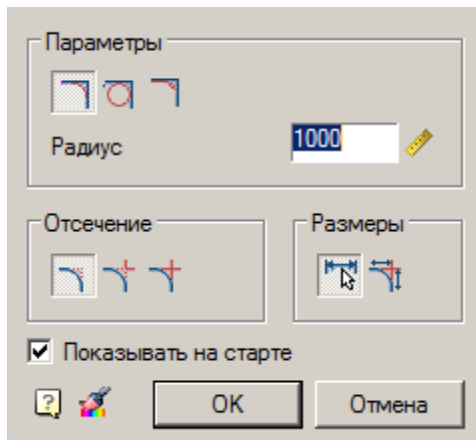 Параметры
Радиус 1000
Отсечение Размеры
Показывать на старте
? OK Отмена